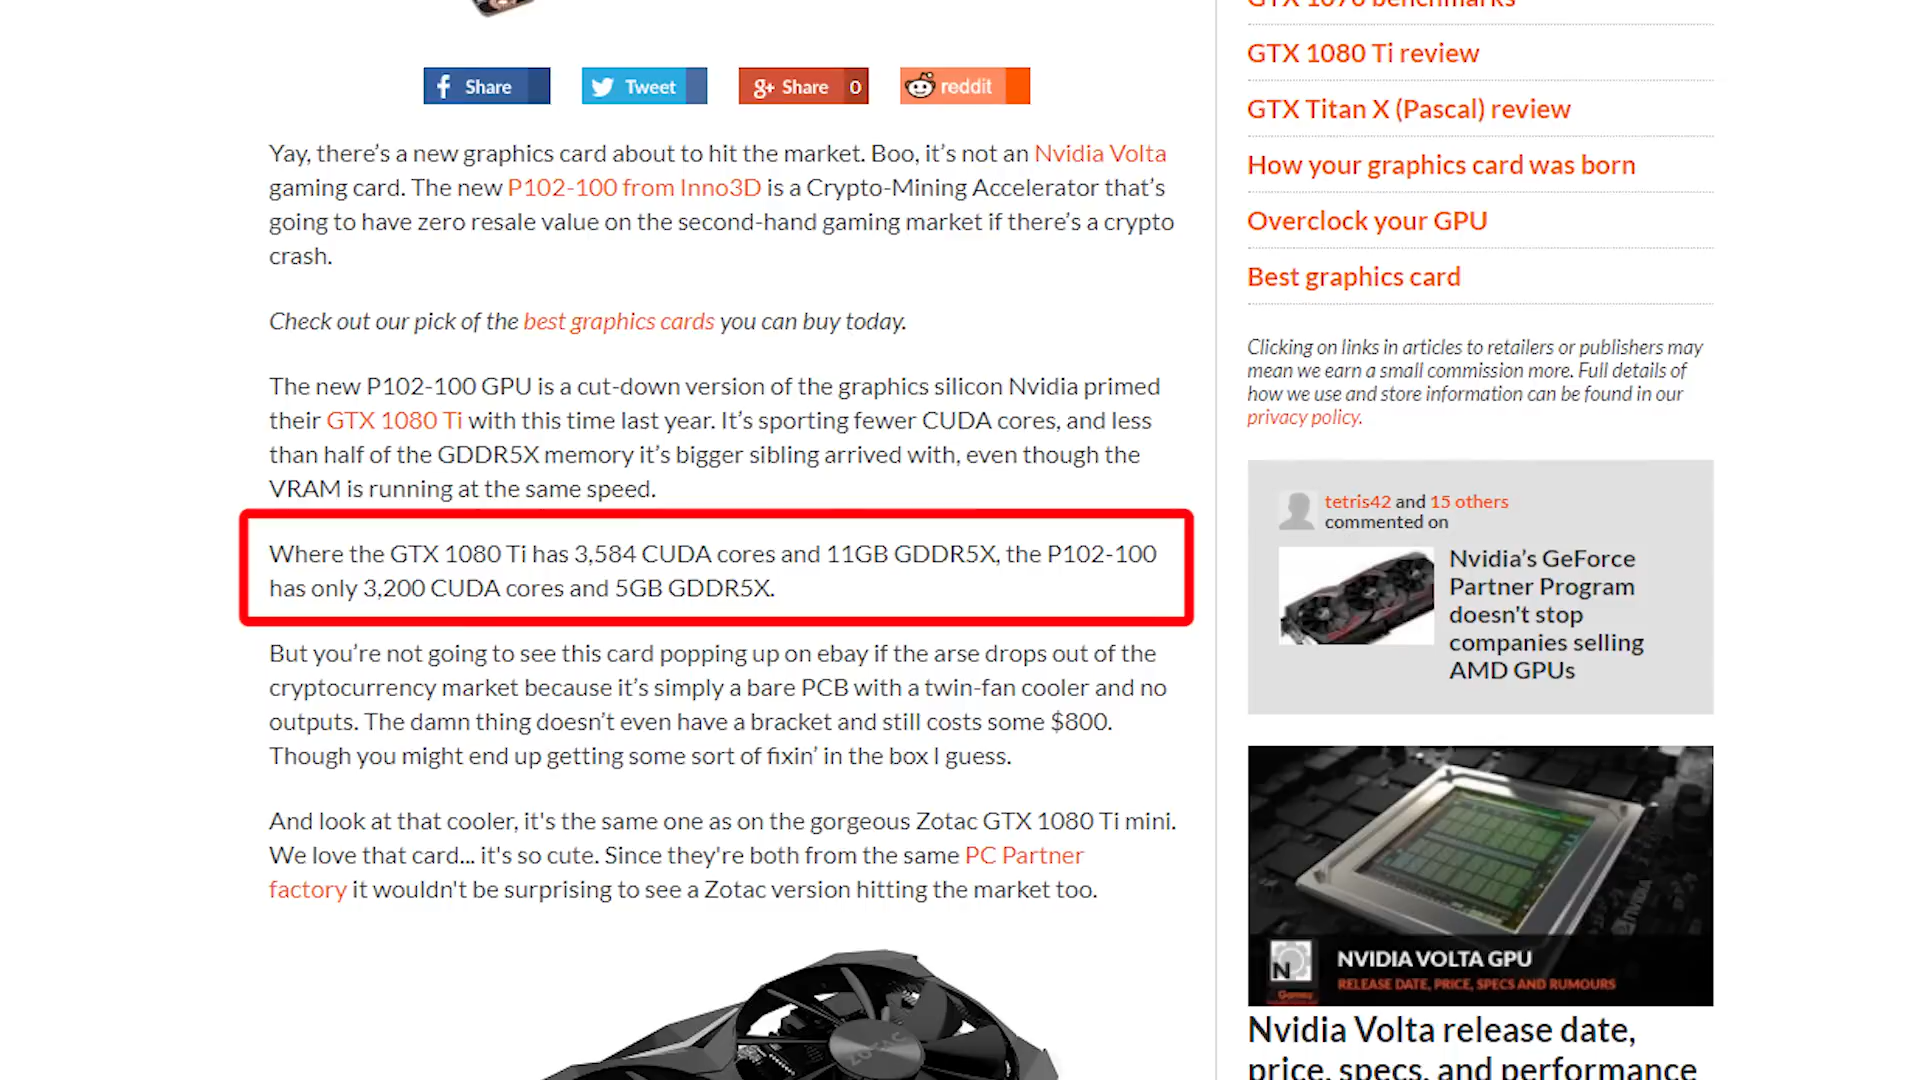 GTX 1070 benchmarks
Share
Tweet
g+ Share 0
reddit
GTX 1080 Ti review
GTX Titan X (Pascal) review
How your graphics card was born
Overclock your GPU
Best graphics card
Yay, there’s a new graphics card about to hit the market. Boo, it’s not an Nvidia Volta
gaming card. The new P102-100 from Inno3D is a Crypto-Mining Accelerator that’s
going to have zero resale value on the second-hand gaming market if there’s a crypto
crash.
Check out our pick of the best graphics cards you can buy today.
The new P102-100 GPU is a cut-down version of the graphics silicon Nvidia primed
their GTX 1080 Ti with this time last year. It’s sporting fewer CUDA cores, and less
than half of the GDDR5X memory it’s bigger sibling arrived with, even though the
VRAM is running at the same speed.
Where the GTX 1080 Ti has 3,584 CUDA cores and 11GB GDDR5X, the P102-100
has only 3,200 CUDA cores and 5GB GDDR5X.
But you’re not going to see this card popping up on ebay if the arse drops out of the
cryptocurrency market because it’s simply a bare PCB with a twin-fan cooler and no
outputs. The damn thing doesn’t even have a bracket and still costs some $800.
Though you might end up getting some sort of fixin’ in the box I guess.
And look at that cooler, it's the same one as on the gorgeous Zotac GTX 1080 Ti mini.
We love that card... it's so cute. Since they're both from the same PC Partner
factory it wouldn't be surprising to see a Zotac version hitting the market too.
ZOTAC
Clicking on links in articles to retailers or publishers may
mean we earn a small commission more. Full details of
how we use and store information can be found in our
privacy policy.
tetris42 and 15 others
commented on
Nvidia’s GeForce
Partner Program
doesn't stop
companies selling
AMD GPUs
NVIDIA
N
Games
NVIDIA VOLTA GPU
RELEASE DATE, PRICE, SPECS AND RUMOURS
Nvidia Volta release date,
price, specs, and performance